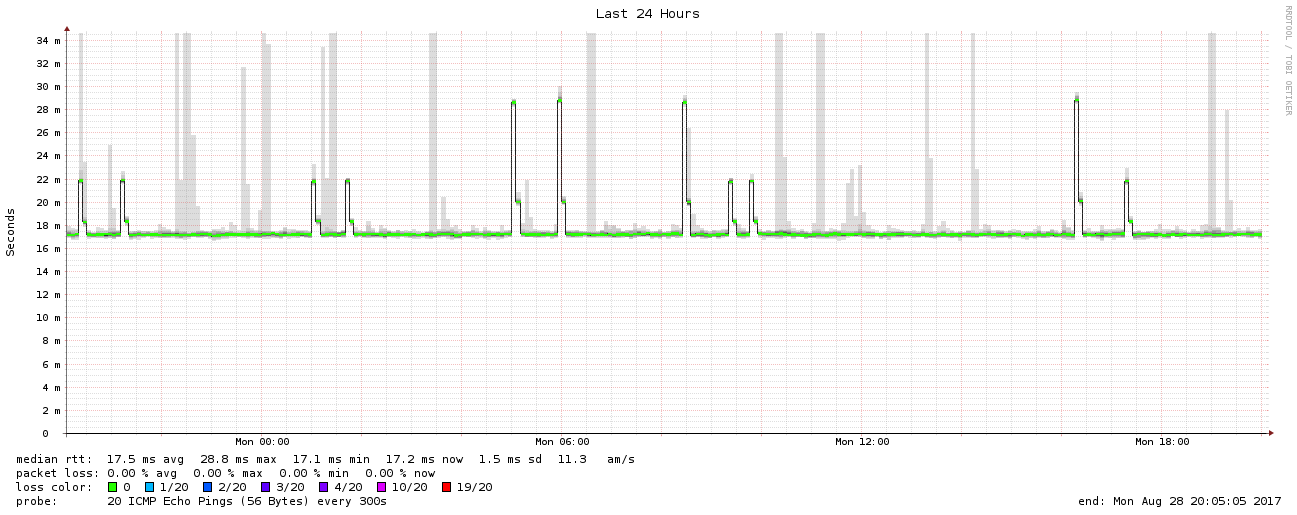 Last 24 Hours
RRDTOOL / TOBI OETIKER
Seconds
34 m
32 m
30 m
28 m
26 m
24 m
22 m
20 m
18 m
16 m
14 m
12 m
10 m
8 m
6 m
4 m
2 m
0
Mon 00:00 Mon 06:00 Mon 12:00 Mon 18:00
median rtt: 17.5 ms avg 28.8 ms max 17.1 ms min 17.2 ms now 1.5 ms sd 11.3 am/s
packet loss: 0.00 % avg 0.00 % max 0.00 % min 0.00 % now
loss color: 0 1/20 2/20 3/20 4/20 10/20 19/20
probe: 20 ICMP Echo Pings (56 Bytes) every 300s end: Mon Aug 28 20:05:05 2017